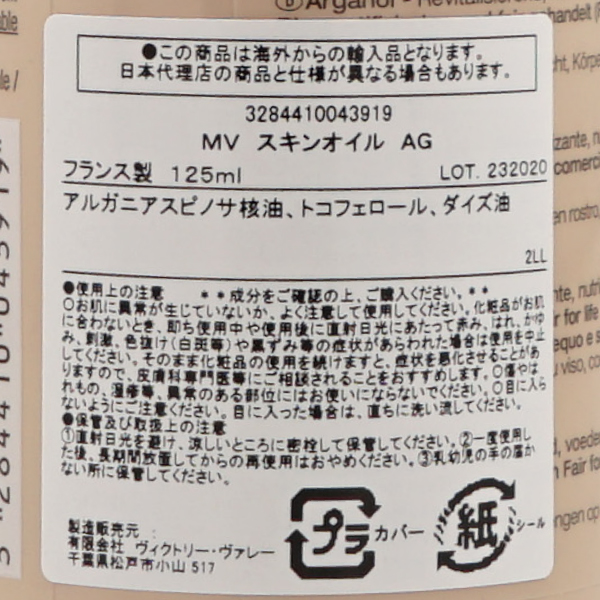 ●この商品は海外からの輸入品となります。
日本代理店の商品と仕様が異なる場合もあります。
3284410043919
MV スキンオイル AG
フランス製 125ml LOT. 232020
アルガニアスピノサ核油、トコフェロール、ダイズ油
2LL
●使用上の注意 **成分をご確認の上、ご購入ください。**
○お肌に異常が生じていないか、よく注意して使用してください。化粧品がお肌
に合わないとき、即ち使用中や使用後に直射日光にあたって赤み、はれ、かゆ
み、刺激、色抜け(白斑等)や黒ずみ等の症状があらわれた場合は使用を中止
してください。そのまま化粧品の使用を続けますと、症状を悪化させることがあ
りますので、皮膚科専門医等にご相談されることをおすすめします。○傷やは
れもの、湿疹等、異常のある部位にはお使いにならないでください。○目に入ら
ないようにご注意ください。目に入った場合は、直ちに洗い流してください。
●保管及び取扱上の注意
①直射日光を避け、涼しいところに密栓して保管してください。②一度使用し
た後、長期間放置してからの再使用はおやめください。③乳幼児の手の届か
ない所に保管してください。
プラ カバー
紙 シール
製造販売元 :
有限会社 ヴィクトリー・ヴァレー
千葉県松戸市小山 517